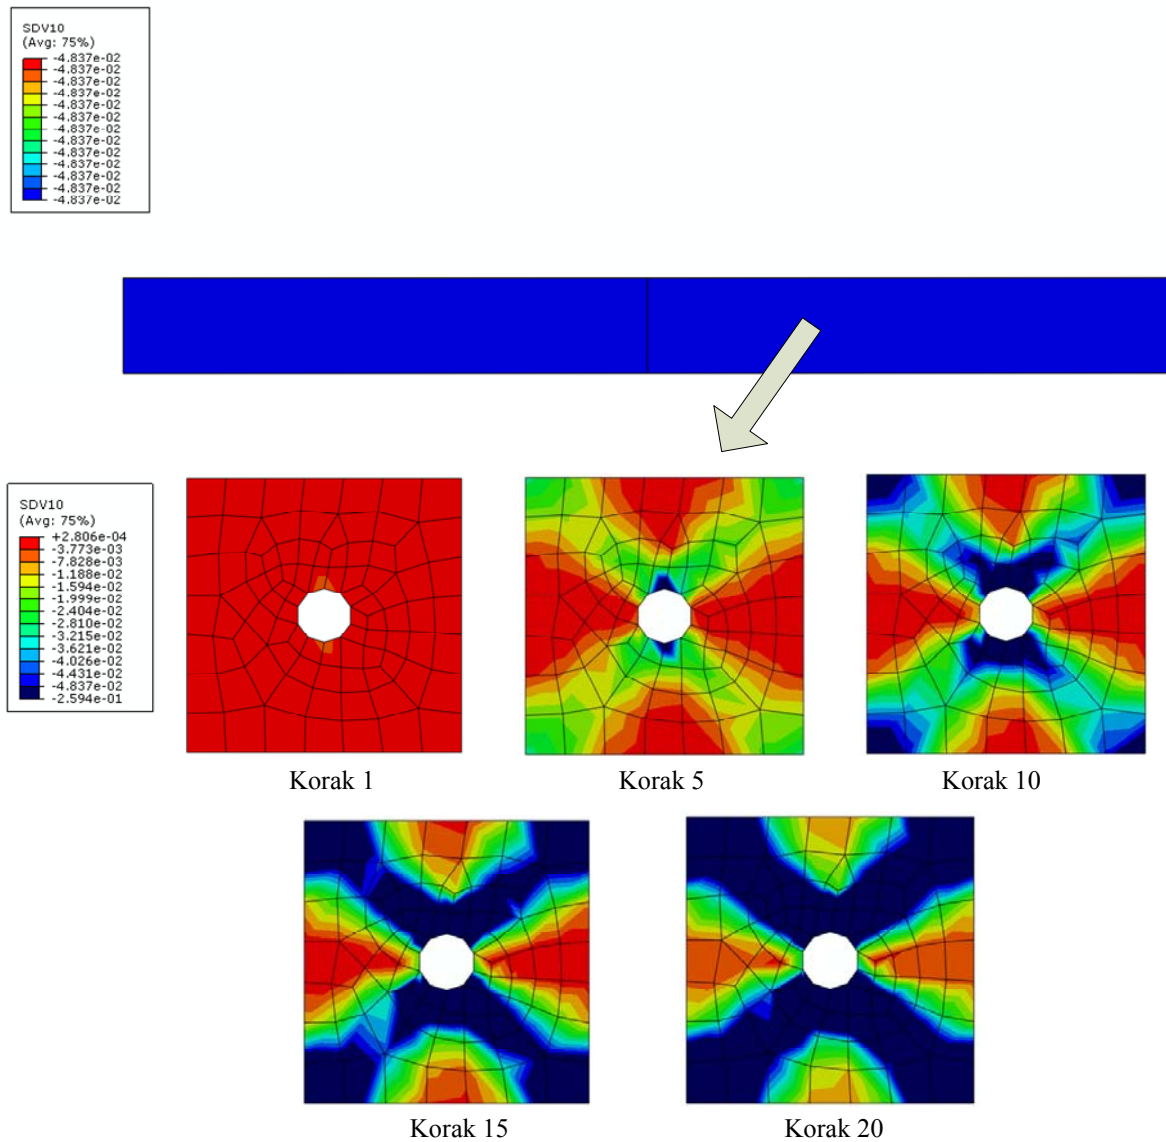 SDV10
(Avg: 75%)
-4.837e-02
-4.837e-02
-4.837e-02
-4.837e-02
-4.837e-02
-4.837e-02
-4.837e-02
-4.837e-02
-4.837e-02
-4.837e-02
-4.837e-02
-4.837e-02
-4.837e-02
SDV10
(Avg: 75%)
+2.806e-04
-3.773e-03
-7.828e-03
-1.188e-02
-1.594e-02
-1.999e-02
-2.404e-02
-2.810e-02
-3.215e-02
-3.621e-02
-4.026e-02
-4.431e-02
-4.837e-02
-2.594e-01
Korak 1
Korak 5
Korak 10
Korak 15
Korak 20